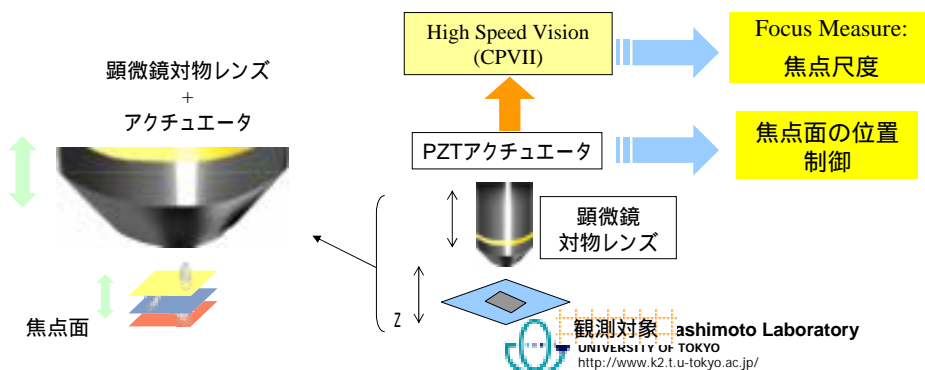 顕微鏡対物レンズ
+
アクチュエータ
焦点面
High Speed Vision
(CPVII)
Focus Measure:
焦点尺度
PZTアクチュエータ
焦点面の位置
制御
顕微鏡
対物レンズ
Z
観測対象
ashimoto Laboratory
UNIVERSITY OF TOKYO
http://www.k2.t.u-tokyo.ac.jp/